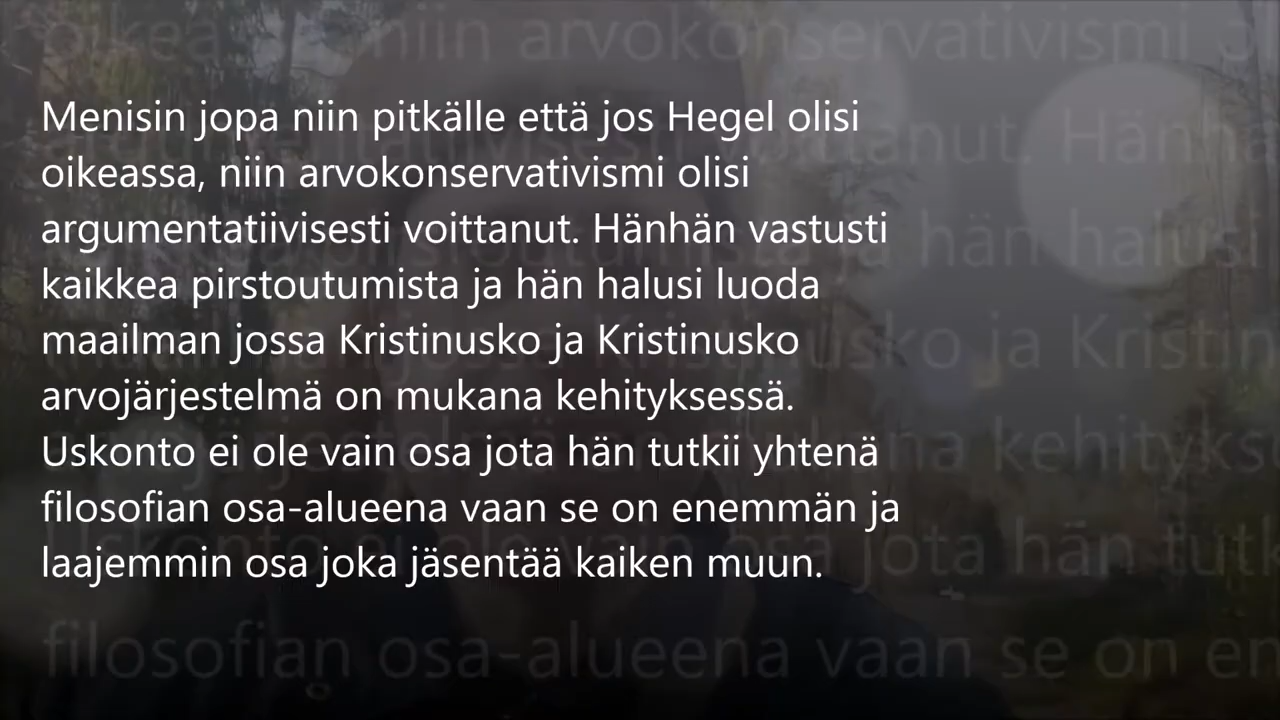 Menisin jopa niin pitkälle että jos Hegel olisi
oikeassa, niin arvokonservativismi olisi
argumentatiivisesti voittanut. Hänhän vastusti
kaikkea pirstoutumista ja hän halusi luoda
maailman jossa Kristinusko ja Kristinusko
arvojärjestelmä on mukana kehityksessä.
Uskonto ei ole vain osa jota hän tutkii yhtenä
filosofian osa-alueena vaan se on enemmän ja
laajemmin osa joka jäsentää kaiken muun.